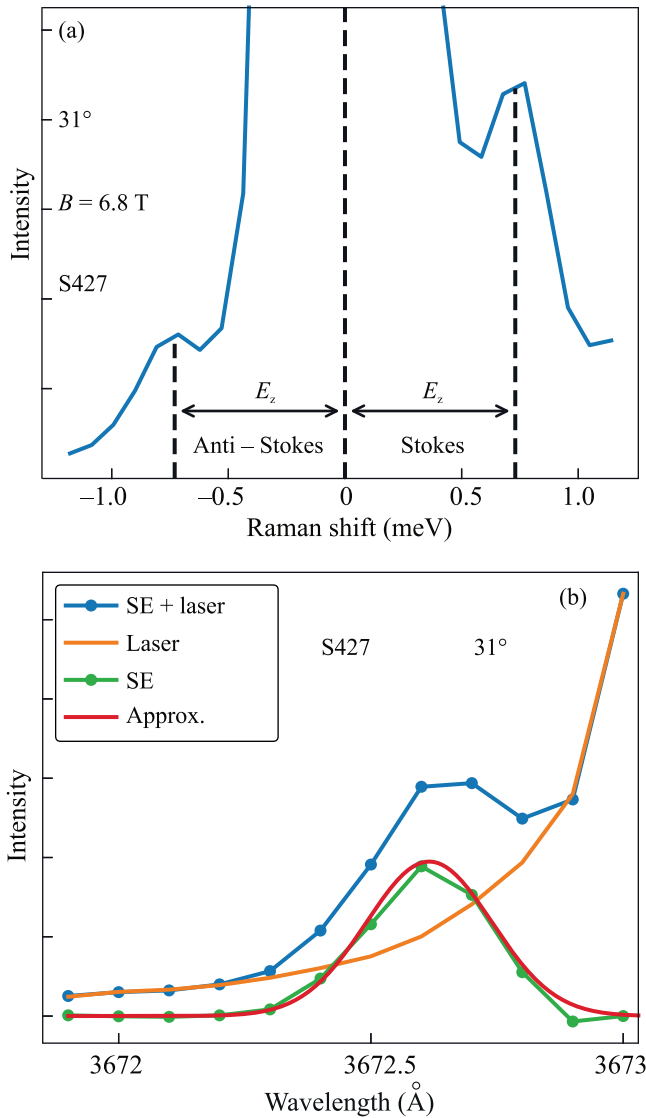 (a)
31°
B = 6.8 T
S427
Intensity
E_z
E_z
Anti – Stokes
Stokes
–1.0
–0.5
0
0.5
1.0
Raman shift (meV)
(b)
SE + laser
Laser
SE
Approx.
S427
31°
Intensity
3672
3672.5
3673
Wavelength (Å)